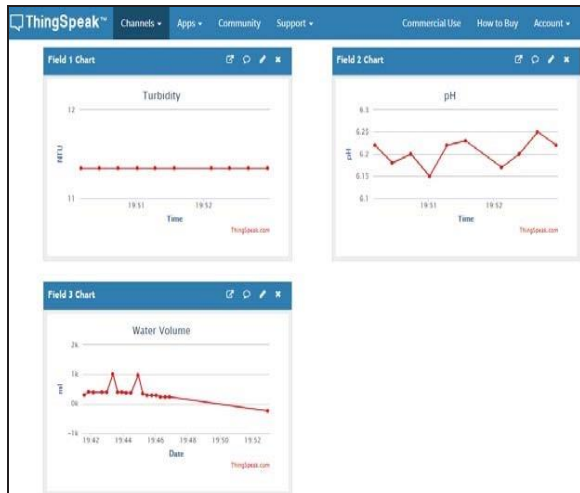 ThingSpeak™ Channels Apps Community Support Commercial Use How to Buy Account
Field 1 Chart
Turbidity
12
NTU
11
19:51 19:52
Time
ThingSpeak.com
Field 2 Chart
pH
6.3
6.25
pH
6.2
6.15
6.1
19:51 19:52
Time
ThingSpeak.com
Field 3 Chart
Water Volume
2k
1k
ml
0k
-1k
19:42 19:44 19:46 19:48 19:50 19:52
Date
ThingSpeak.com